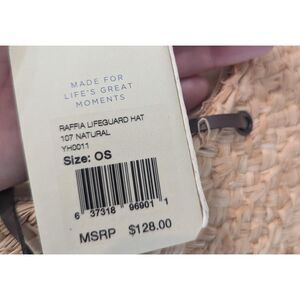 MADE FOR
LIFE'S GREAT
MOMENTS
RAFFIA LIFEGUARD HAT
107 NATURAL
YH0011
Size: OS
6 37318 96901 1
MSRP $128.00